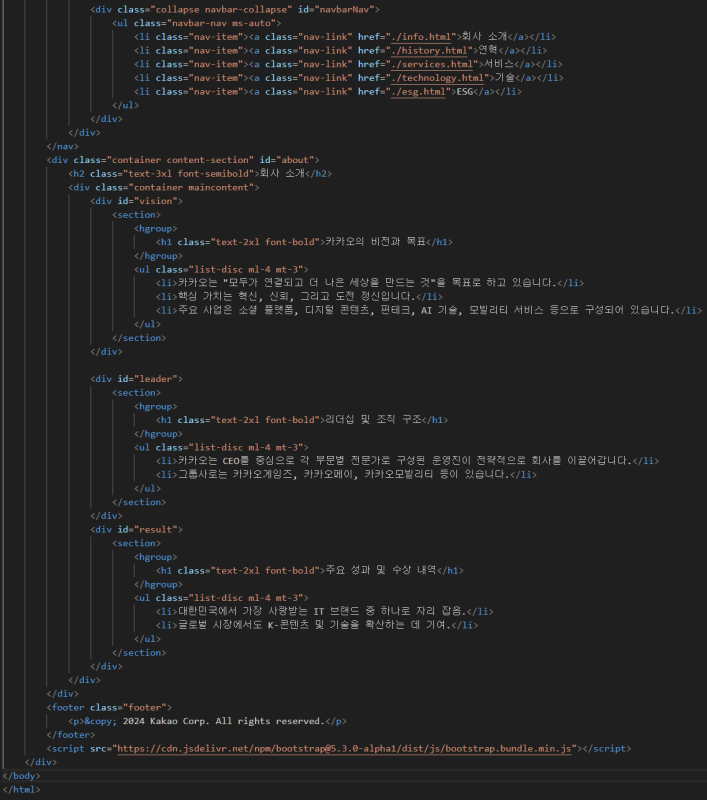 <div class="collapse navbar-collapse" id="navbarNav">
<ul class="navbar-nav ms-auto">
<li class="nav-item"><a class="nav-link" href="./info.html">회사 소개</a></li>
<li class="nav-item"><a class="nav-link" href="./history.html">연혁</a></li>
<li class="nav-item"><a class="nav-link" href="./services.html">서비스</a></li>
<li class="nav-item"><a class="nav-link" href="./technology.html">기술</a></li>
<li class="nav-item"><a class="nav-link" href="./esg.html">ESG</a></li>
</ul>
</div>
</div>
</nav>
<div class="container content-section" id="about">
<h2 class="text-3xl font-semibold">회사 소개</h2>
<div class="container maincontent">
<div id="vision">
<section>
<hgroup>
<h1 class="text-2xl font-bold">카카오의 비전과 목표</h1>
</hgroup>
<ul class="list-disc ml-4 mt-3">
<li>카카오는 "모두가 연결되고 더 나은 세상을 만드는 것"을 목표로 하고 있습니다.</li>
<li>핵심 가치는 혁신, 신뢰, 그리고 도전 정신입니다.</li>
<li>주요 사업은 소셜 플랫폼, 디지털 콘텐츠, 핀테크, AI 기술, 모빌리티 서비스 등으로 구성되어 있습니다.</li>
</ul>
</section>
</div>
<div id="leader">
<section>
<hgroup>
<h1 class="text-2xl font-bold">리더십 및 조직 구조</h1>
</hgroup>
<ul class="list-disc ml-4 mt-3">
<li>카카오는 CEO를 중심으로 각 부문별 전문가로 구성된 운영진이 전략적으로 회사를 이끌어갑니다.</li>
<li>그룹사로는 카카오게임즈, 카카오페이, 카카오모빌리티 등이 있습니다.</li>
</ul>
</section>
</div>
<div id="result">
<section>
<hgroup>
<h1 class="text-2xl font-bold">주요 성과 및 수상 내역</h1>
</hgroup>
<ul class="list-disc ml-4 mt-3">
<li>대한민국에서 가장 사랑받는 IT 브랜드 중 하나로 자리 잡음.</li>
<li>글로벌 시장에서도 K-콘텐츠 및 기술을 확산하는 데 기여.</li>
</ul>
</section>
</div>
</div>
</div>
<footer class="footer">
<p>&copy; 2024 Kakao Corp. All rights reserved.</p>
</footer>
<script src="https://cdn.jsdelivr.net/npm/bootstrap@5.3.0-alpha1/dist/js/bootstrap.bundle.min.js"></script>
</div>
</body>
</html>